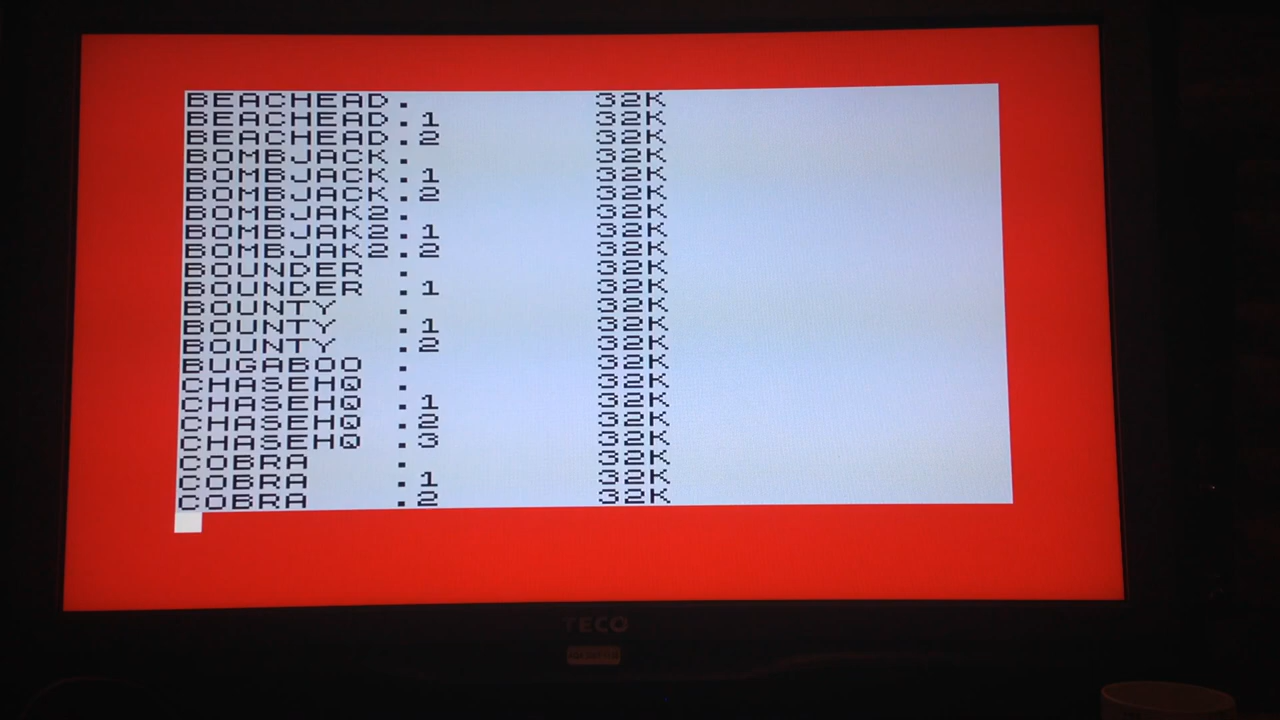 BEACHEAD. 32K
BEACHEAD.1 32K
BEACHEAD.2 32K
BOMBJACK. 32K
BOMBJACK.1 32K
BOMBJACK.2 32K
BOMBJAK2. 32K
BOMBJAK2.1 32K
BOMBJAK2.2 32K
BOUNDER . 32K
BOUNDER .1 32K
BOUNTY . 32K
BOUNTY .1 32K
BOUNTY .2 32K
BUGABOO . 32K
CHASEHQ . 32K
CHASEHQ .1 32K
CHASEHQ .2 32K
CHASEHQ .3 32K
COBRA . 32K
COBRA .1 32K
COBRA .2 32K
TECO